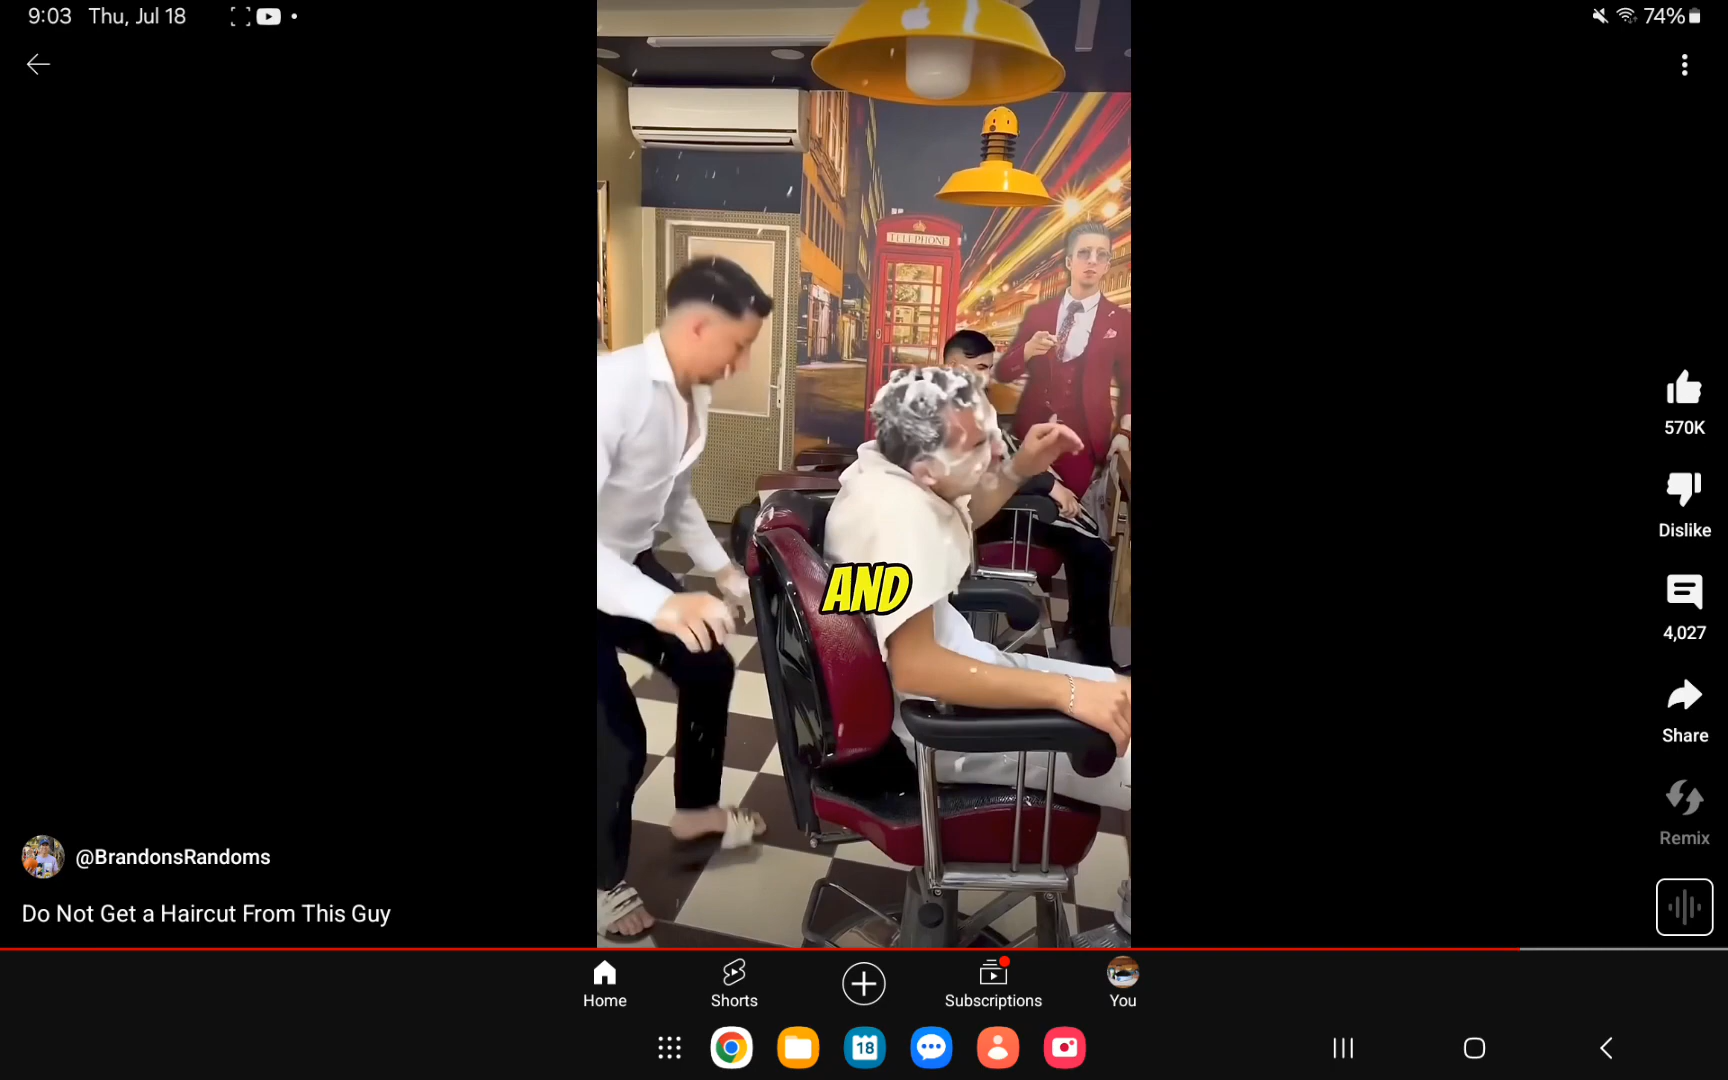 9:03 Thu, Jul 18
74%
TELEPHONE
AND
570K
Dislike
4,027
Share
Remix
@BrandonsRandoms
Do Not Get a Haircut From This Guy
Home
Shorts
Subscriptions
You
18